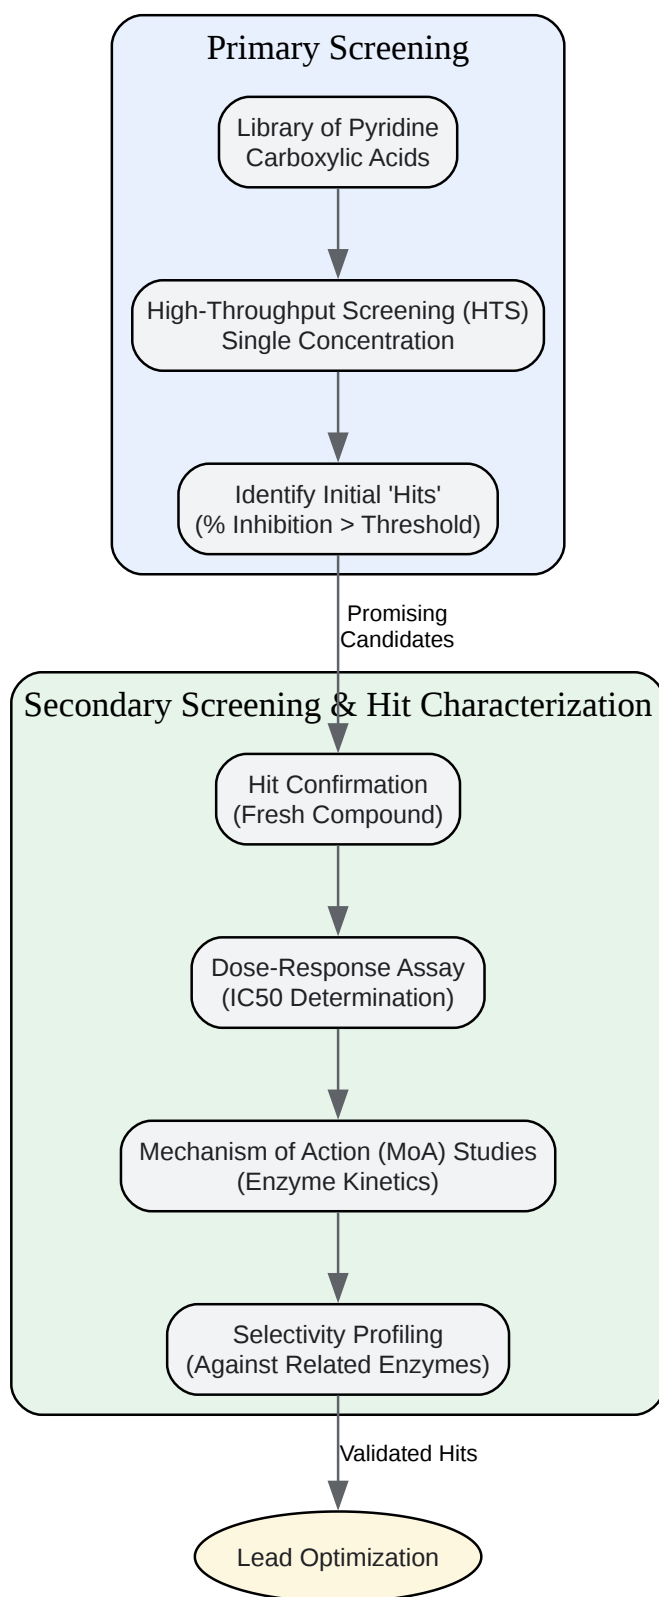 Primary Screening
Library of Pyridine
Carboxylic Acids
High-Throughput Screening (HTS)
Single Concentration
Identify Initial 'Hits'
(% Inhibition > Threshold)
Promising
Candidates
Secondary Screening & Hit Characterization
Hit Confirmation
(Fresh Compound)
Dose-Response Assay
(IC50 Determination)
Mechanism of Action (MoA) Studies
(Enzyme Kinetics)
Selectivity Profiling
(Against Related Enzymes)
Validated Hits
Lead Optimization